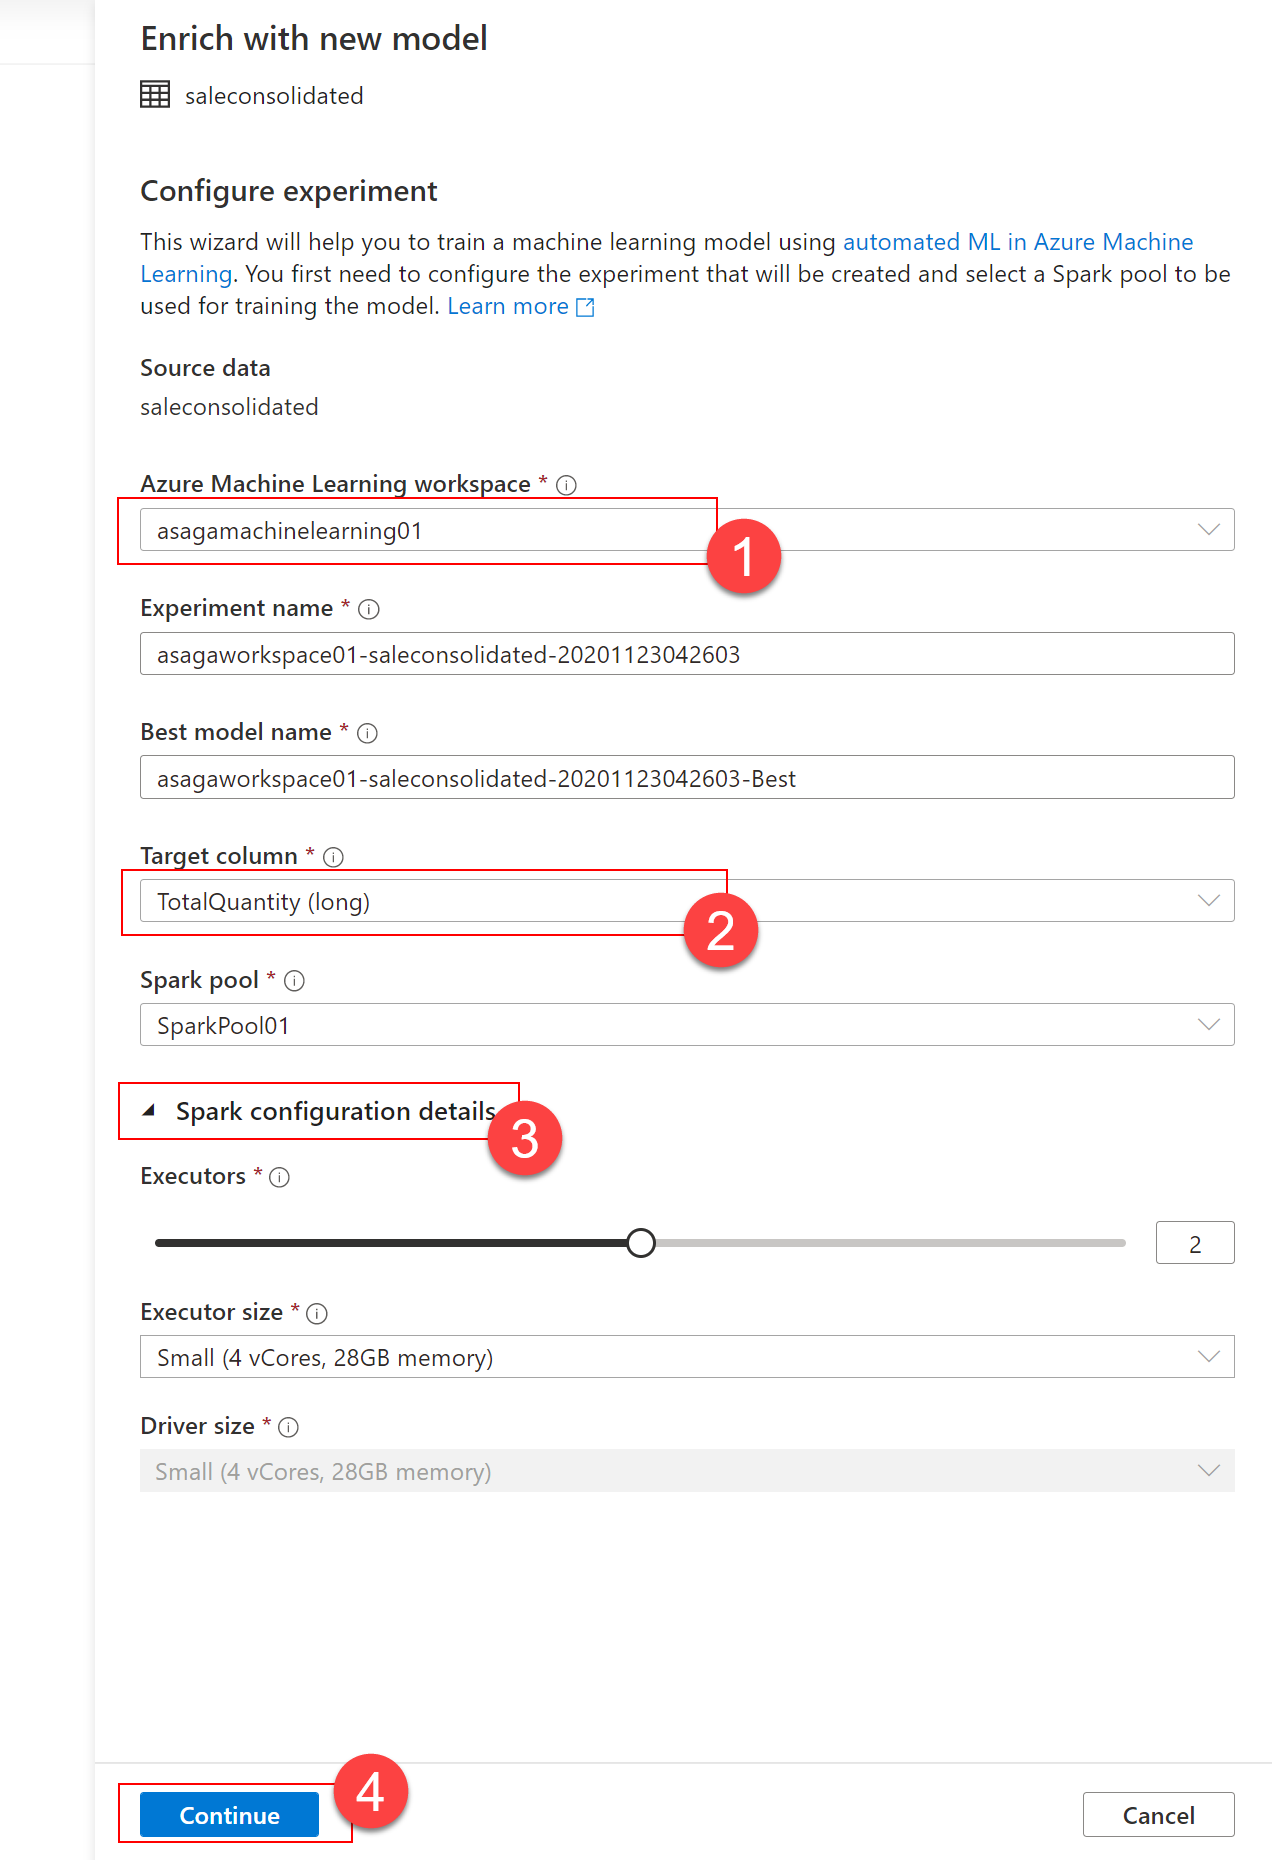 Enrich with new model
saleconsolidated
Configure experiment
This wizard will help you to train a machine learning model using automated ML in Azure Machine
Learning. You first need to configure the experiment that will be created and select a Spark pool to be
used for training the model. Learn more
Source data
saleconsolidated
Azure Machine Learning workspace *
asagamachinelearning01
1
Experiment name *
asagaworkspace01-saleconsolidated-20201123042603
Best model name *
asagaworkspace01-saleconsolidated-20201123042603-Best
Target column *
TotalQuantity (long)
2
Spark pool *
SparkPool01
Spark configuration details
3
Executors *
2
Executor size *
Small (4 vCores, 28GB memory)
Driver size *
Small (4 vCores, 28GB memory)
4
Continue
Cancel